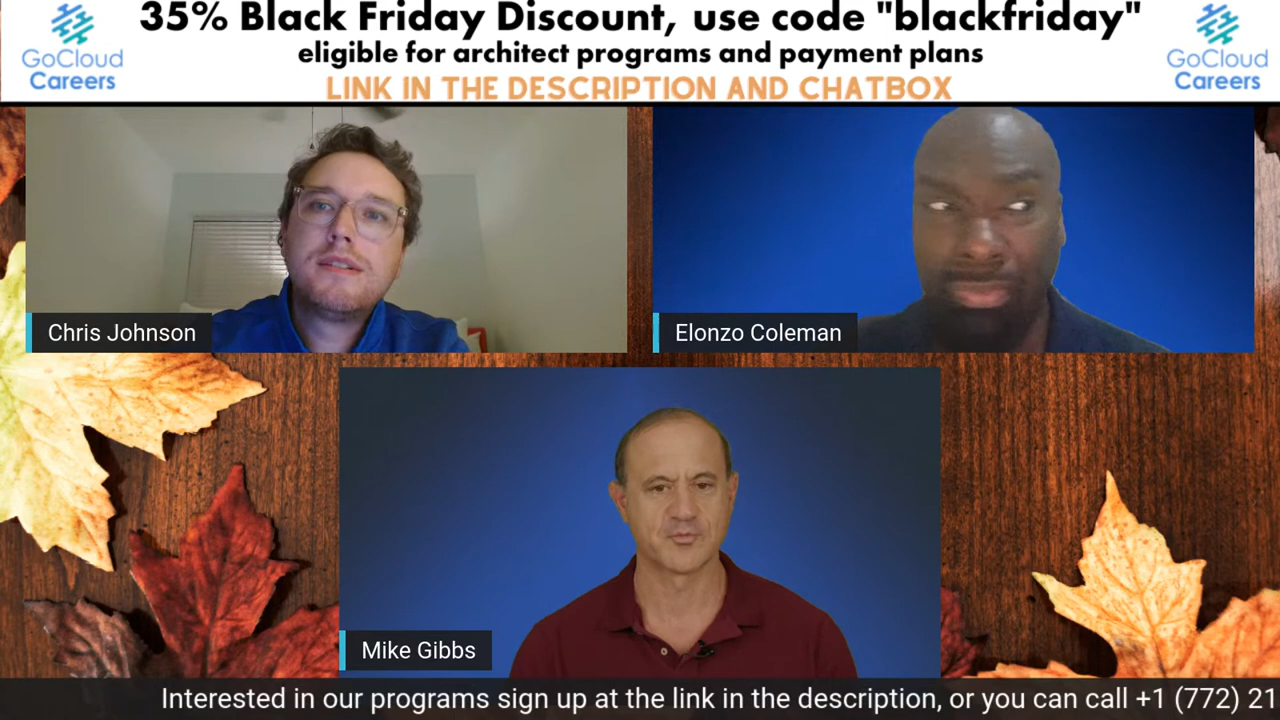 35% Black Friday Discount, use code "blackfriday"
eligible for architect programs and payment plans
LINK IN THE DESCRIPTION AND CHATBOX
GoCloud
Careers
GoCloud
Careers
Chris Johnson
Elonzo Coleman
Mike Gibbs
Interested in our programs sign up at the link in the description, or you can call +1 (772) 21